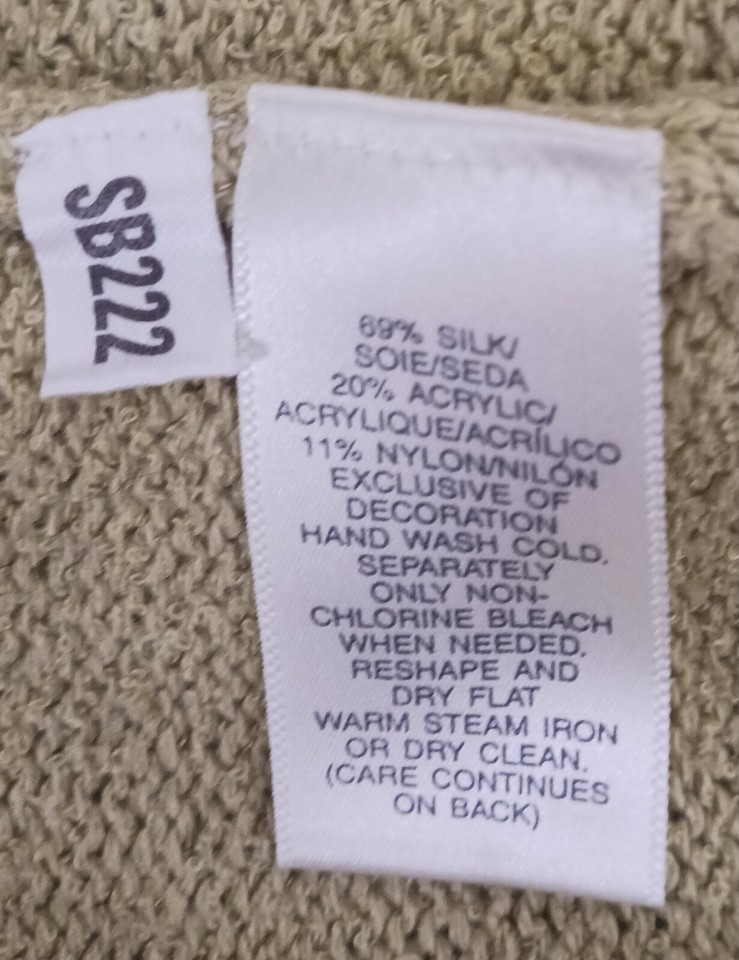 SB222
69% SILK/
SOIE/SEDA
20% ACRYLIC/
ACRYLIQUE/ACRÍLICO
11% NYLON/NILÓN
EXCLUSIVE OF
DECORATION
HAND WASH COLD.
SEPARATELY
ONLY NON-
CHLORINE BLEACH
WHEN NEEDED.
RESHAPE AND
DRY FLAT
WARM STEAM IRON
OR DRY CLEAN.
(CARE CONTINUES
ON BACK)